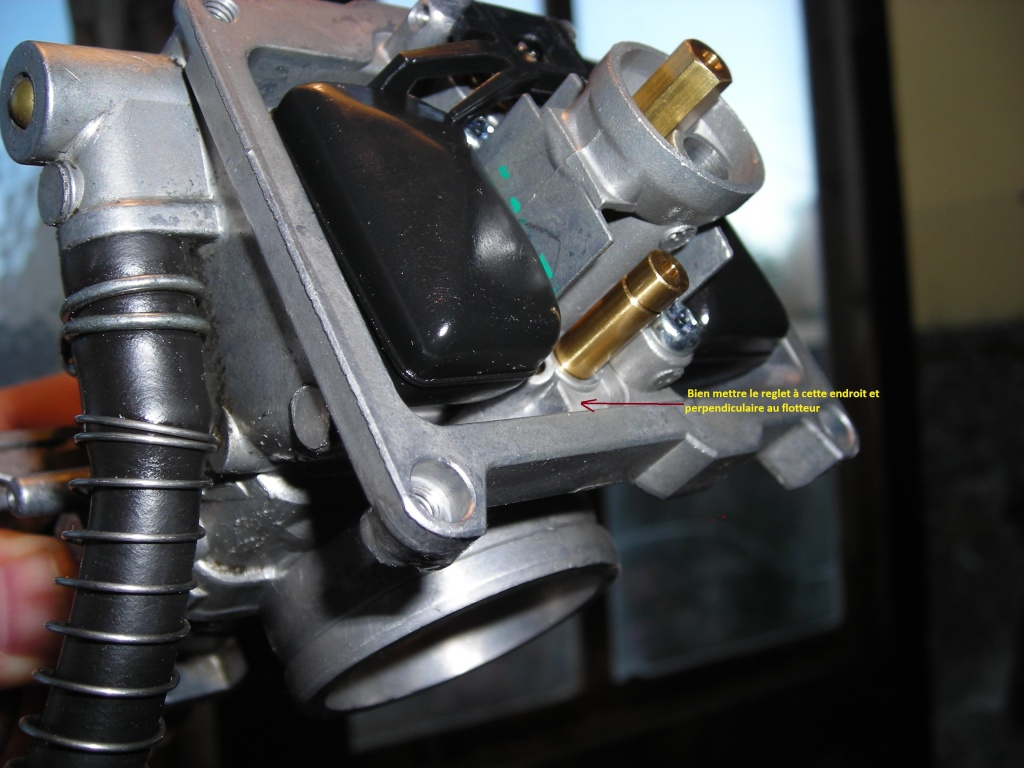 Bien mettre le reglet à cette endroit et
perpendiculaire au flotteur